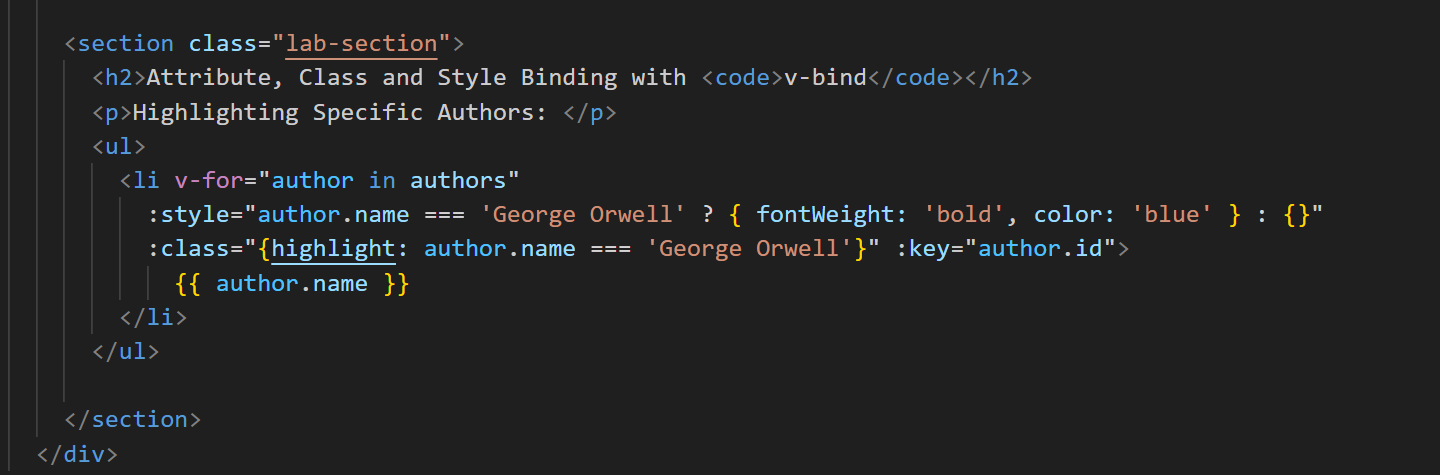 <section class="lab-section">
<h2>Attribute, Class and Style Binding with <code>v-bind</code></h2>
<p>Highlighting Specific Authors: </p>
<ul>
<li v-for="author in authors"
:style="author.name === 'George Orwell' ? { fontWeight: 'bold', color: 'blue' } : {}"
:class="{highlight: author.name === 'George Orwell'}" :key="author.id">
{{ author.name }}
</li>
</ul>
</section>
</div>